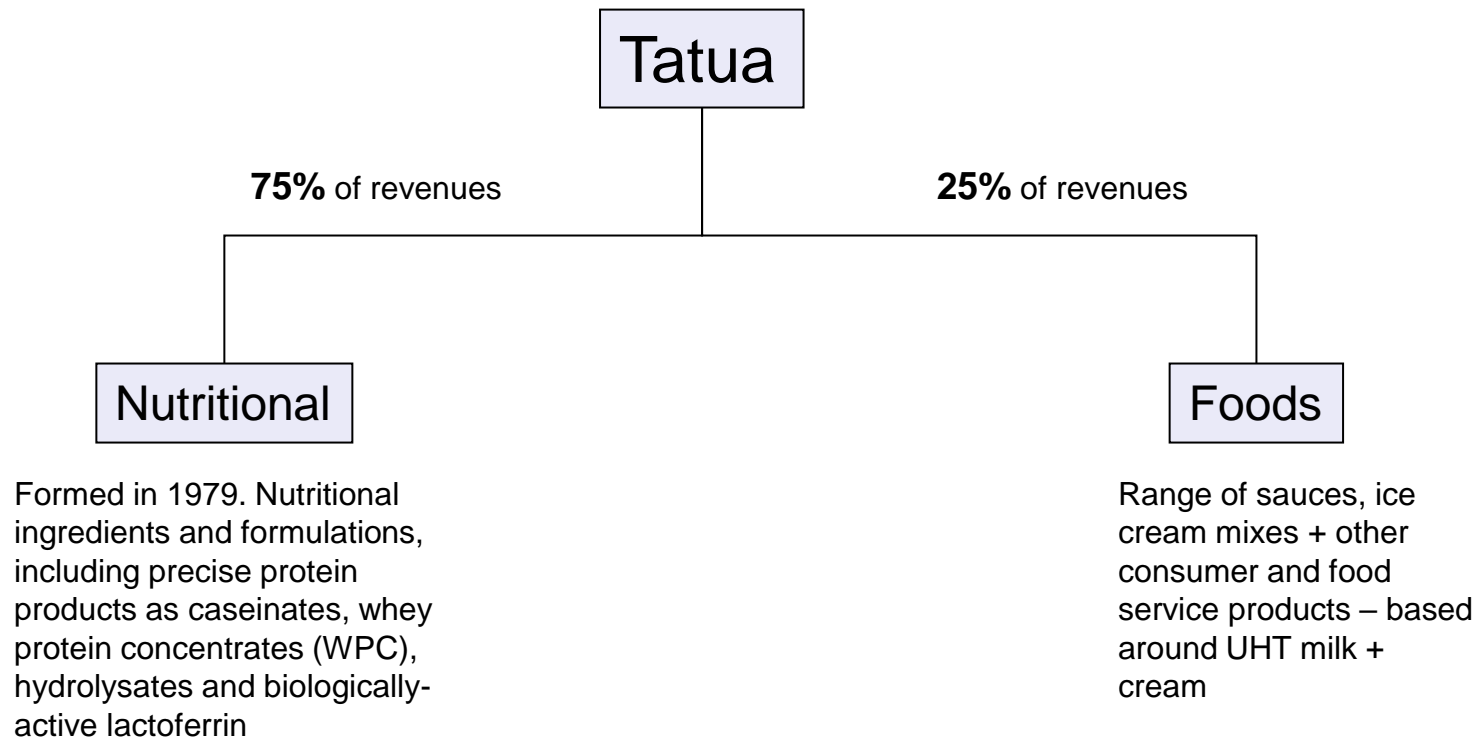 Tatua
75% of revenues
25% of revenues
Nutritional
Foods
Formed in 1979. Nutritional
ingredients and formulations,
including precise protein
products as caseinates, whey
protein concentrates (WPC),
hydrolysates and biologically-
active lactoferrin
Range of sauces, ice
cream mixes + other
consumer and food
service products – based
around UHT milk +
cream